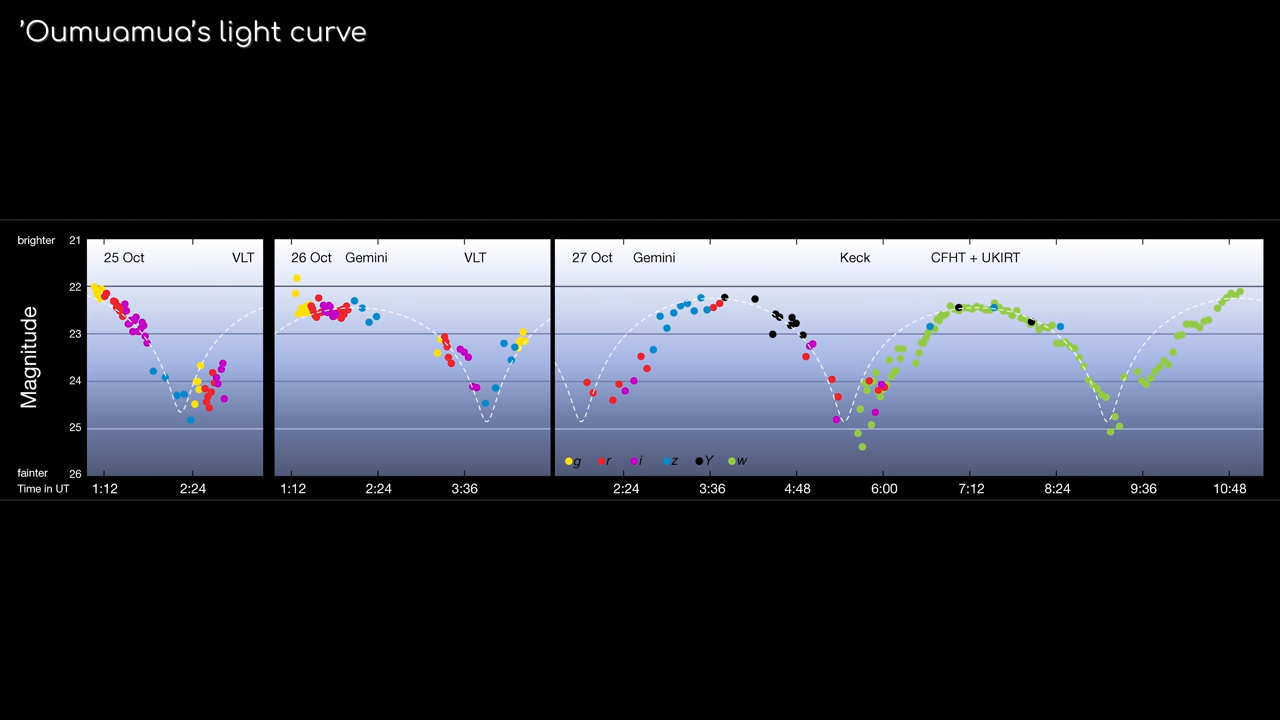 ’Oumuamua’s light curve
brighter 21
25 Oct VLT 26 Oct Gemini VLT 27 Oct Gemini Keck CFHT + UKIRT
22
23
Magnitude
24
25
g r i z Y w
fainter 26
Time in UT 1:12 2:24 1:12 2:24 3:36 2:24 3:36 4:48 6:00 7:12 8:24 9:36 10:48